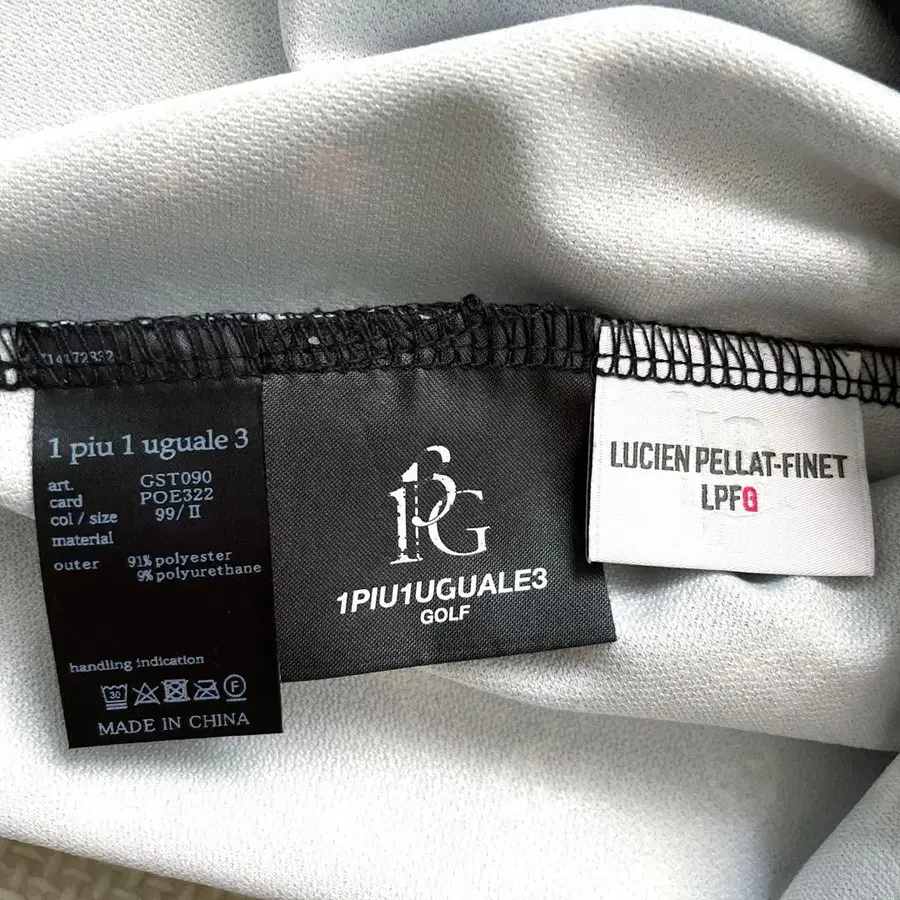 1 piu 1 uguale 3
art. GST090
card POE322
col / size 99/II
material
outer 91% polyester
9% polyurethane
handling indication
30
F
MADE IN CHINA
1PIU1UGUALE3
GOLF
LUCIEN PELLAT-FINET
LPFG